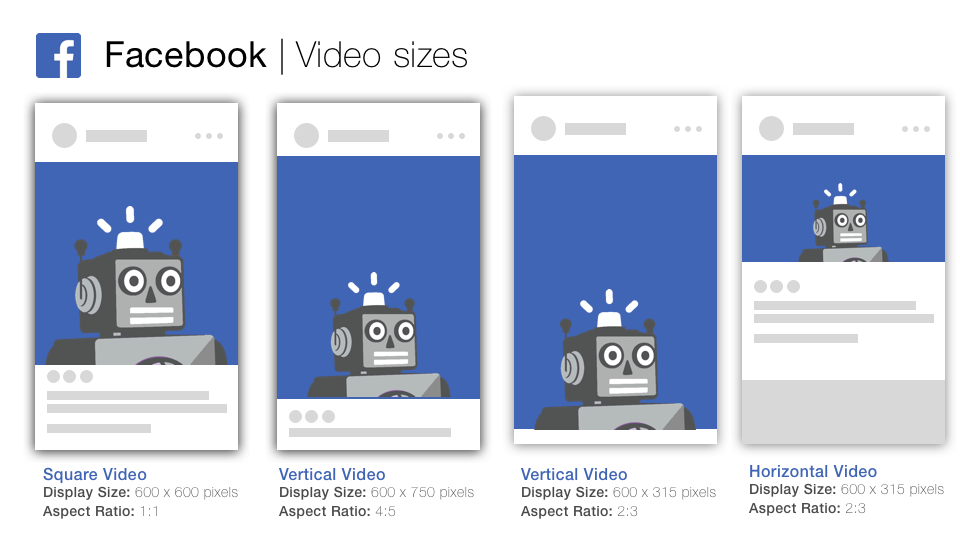 Facebook | Video sizes
Square Video
Display Size: 600 x 600 pixels
Aspect Ratio: 1:1
Vertical Video
Display Size: 600 x 750 pixels
Aspect Ratio: 4:5
Vertical Video
Display Size: 600 x 315 pixels
Aspect Ratio: 2:3
Horizontal Video
Display Size: 600 x 315 pixels
Aspect Ratio: 2:3